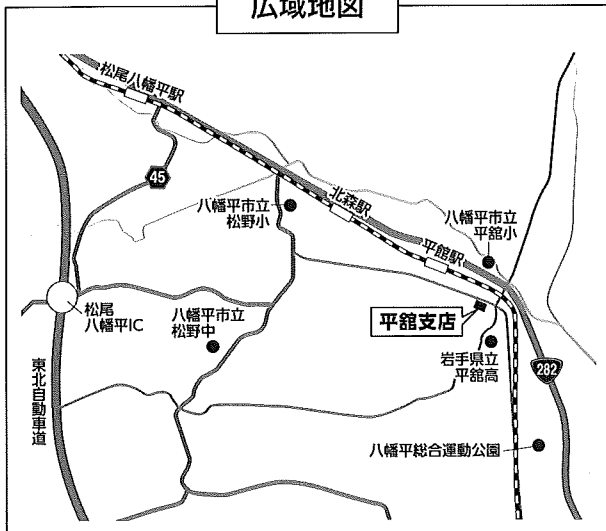 広域地図
松尾八幡平駅
45
八幡平市立
松野小
北森駅
八幡平市立
平舘小
平舘駅
松尾
八幡平IC
八幡平市立
松野中
平舘支店
岩手県立
平舘高
282
東北自動車道
八幡平総合運動公園